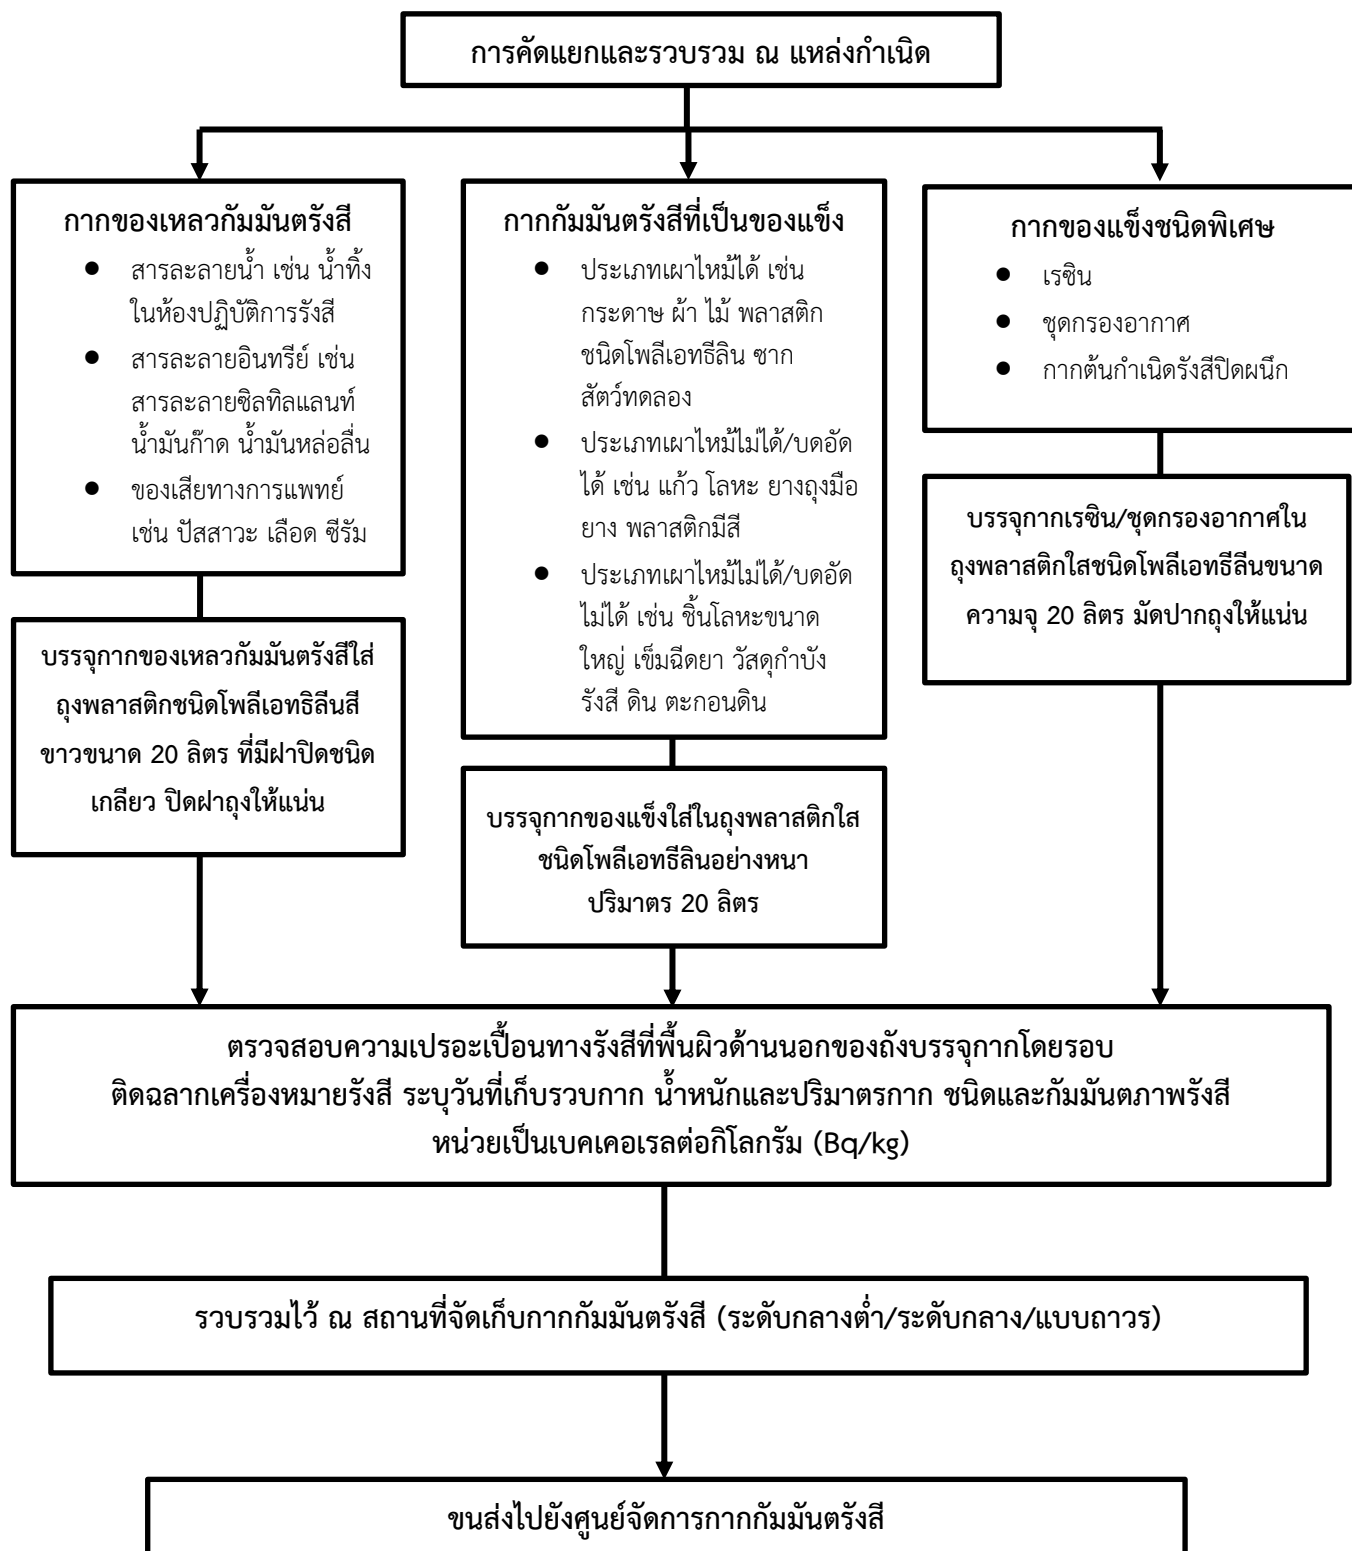 การคัดแยกและรวบรวม ณ แหล่งกำเนิด
กากของเหลวกัมมันตรังสี
● สารละลายน้ำ เช่น น้ำทิ้ง
ในห้องปฏิบัติการรังสี
● สารละลายอินทรีย์ เช่น
สารละลายซิลทิลแลนท์
น้ำมันก๊าด น้ำมันหล่อลื่น
● ของเสียทางการแพทย์
เช่น ปัสสาวะ เลือด ซีรัม
บรรจุกากของเหลวกัมมันตรังสีใส่
ถุงพลาสติกชนิดโพลีเอทธิลีนสี
ขาวขนาด 20 ลิตร ที่มีฝาปิดชนิด
เกลียว ปิดฝาถุงให้แน่น
กากกัมมันตรังสีที่เป็นของแข็ง
● ประเภทเผาไหม้ได้ เช่น
กระดาษ ผ้า ไม้ พลาสติก
ชนิดโพลีเอทธีลิน ซาก
สัตว์ทดลอง
● ประเภทเผาไหม้ไม่ได้/บดอัด
ได้ เช่น แก้ว โลหะ ยางถุงมือ
ยาง พลาสติกมีสี
● ประเภทเผาไหม้ไม่ได้/บดอัด
ไม่ได้ เช่น ชิ้นโลหะขนาด
ใหญ่ เข็มฉีดยา วัสดุกำบัง
รังสี ดิน ตะกอนดิน
บรรจุกากของแข็งใส่ในถุงพลาสติกใส
ชนิดโพลีเอทธีลินอย่างหนา
ปริมาตร 20 ลิตร
กากของแข็งชนิดพิเศษ
● เรซิน
● ชุดกรองอากาศ
● กากต้นกำเนิดรังสีปิดผนึก
บรรจุกากเรซิน/ชุดกรองอากาศใน
ถุงพลาสติกใสชนิดโพลีเอทธีลีนขนาด
ความจุ 20 ลิตร มัดปากถุงให้แน่น
ตรวจสอบความเปรอะเปื้อนทางรังสีที่พื้นผิวด้านนอกของถังบรรจุกากโดยรอบ
ติดฉลากเครื่องหมายรังสี ระบุวันที่เก็บรวบกาก น้ำหนักและปริมาตรกาก ชนิดและกัมมันตภาพรังสี
หน่วยเป็นเบคเคอเรลต่อกิโลกรัม (Bq/kg)
รวบรวมไว้ ณ สถานที่จัดเก็บกากกัมมันตรังสี (ระดับกลางต่ำ/ระดับกลาง/แบบถาวร)
ขนส่งไปยังศูนย์จัดการกากกัมมันตรังสี